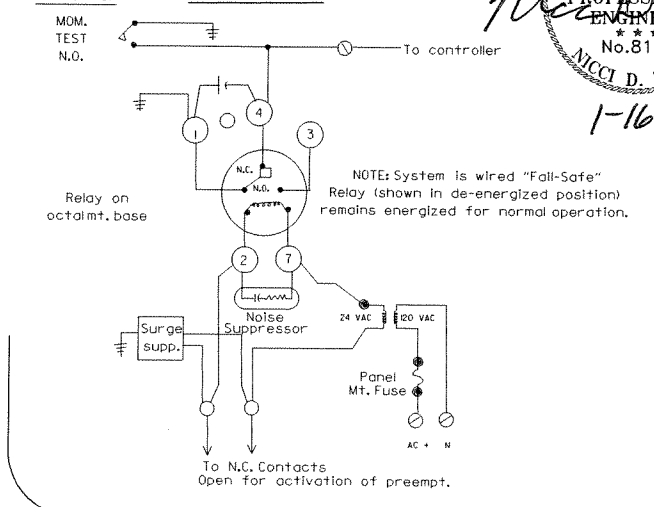 MOM.
TEST
N.O.
To controller
ENGIN
No.81
NICCI D.
1-16
1
4
3
N.C.
N.O.
Relay on
octal mt. base
NOTE: System is wired "Fail-Safe"
Relay (shown in de-energized position)
remains energized for normal operation.
2
7
Noise
Suppressor
24 VAC
120 VAC
Surge
supp.
Panel
Mt. Fuse
AC +
N
To N.C. Contacts
Open for activation of preempt.